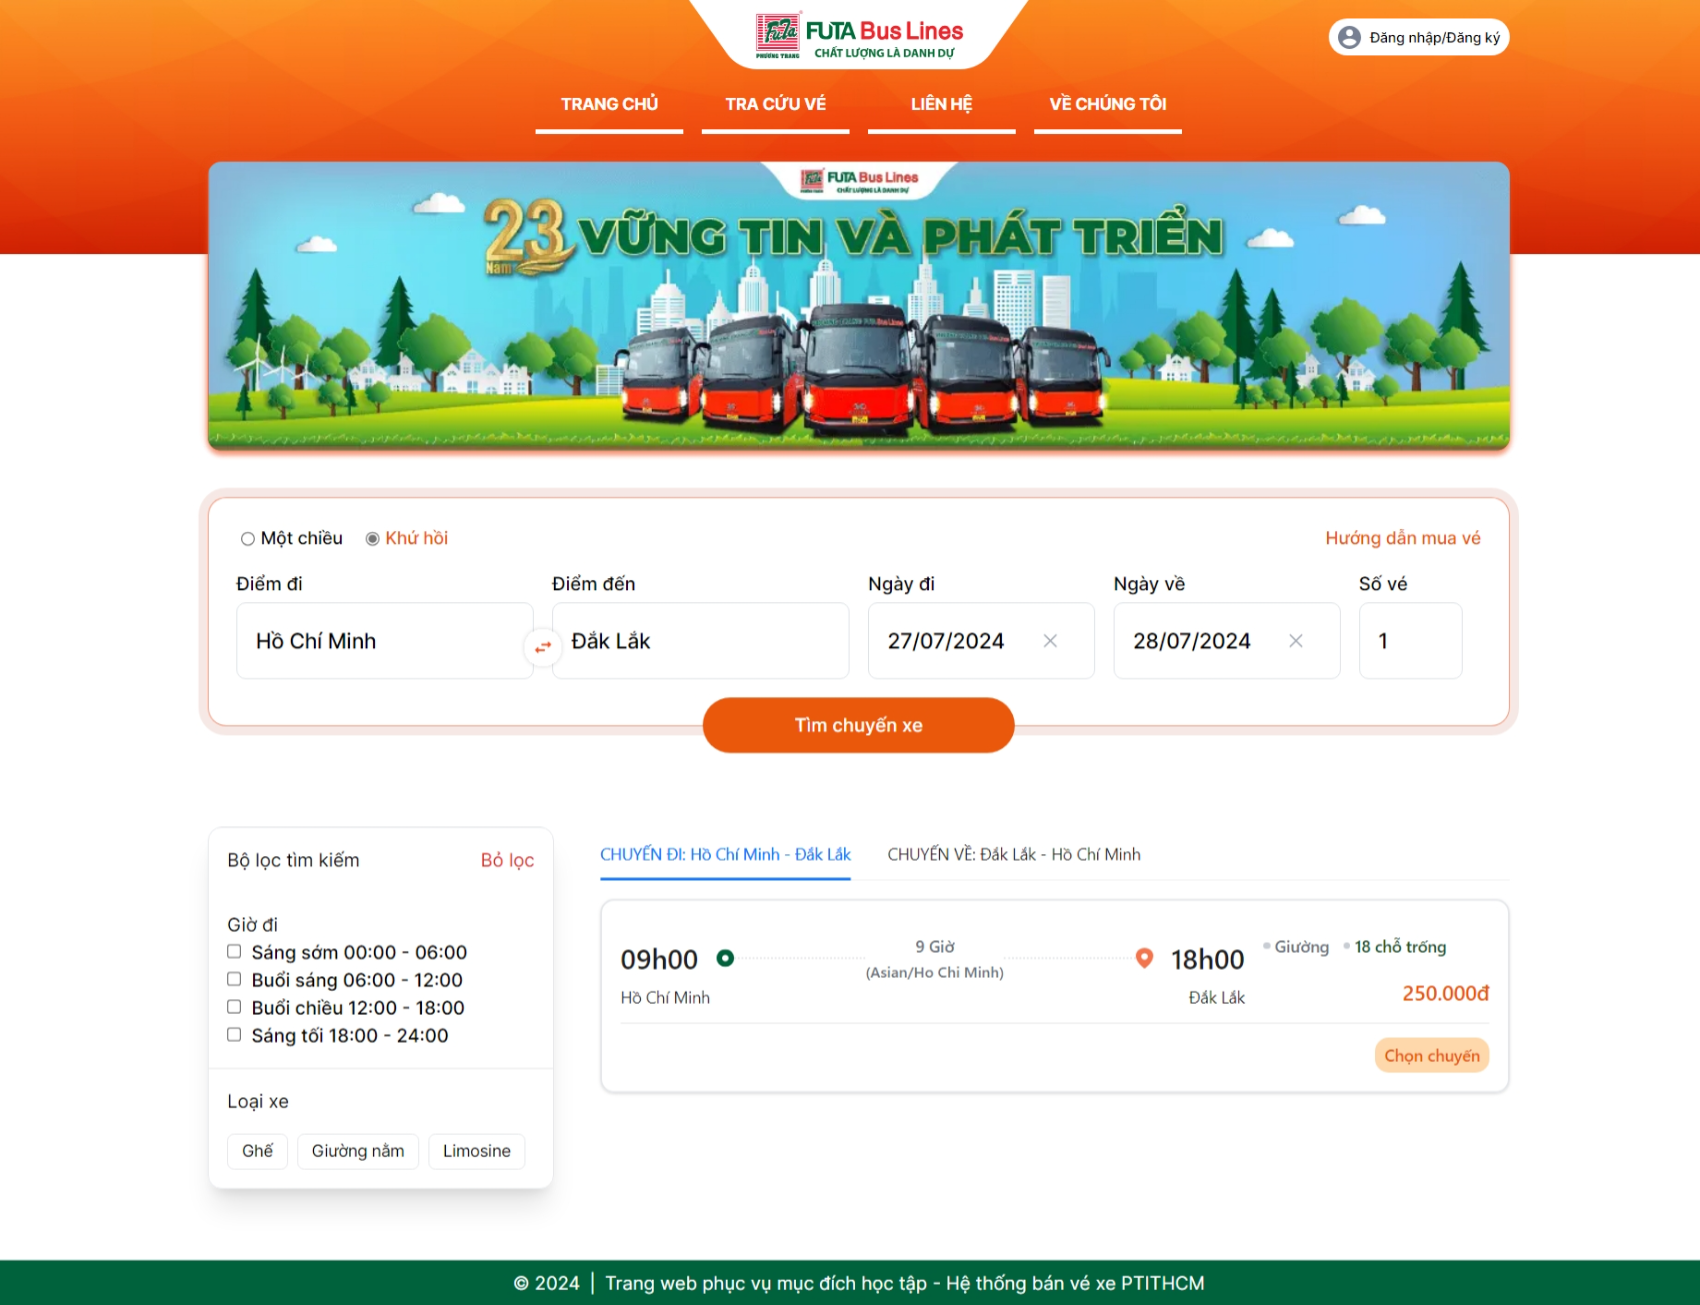 FuTa
PHƯƠNG TRANG
FUTA Bus Lines
CHẤT LƯỢNG LÀ DANH DỰ
Đăng nhập/Đăng ký
TRANG CHỦ
TRA CỨU VÉ
LIÊN HỆ
VỀ CHÚNG TÔI
FUTA Bus Lines
CHẤT LƯỢNG LÀ DANH DỰ
23 Năm VỮNG TIN VÀ PHÁT TRIỂN
Một chiều
Khứ hồi
Hướng dẫn mua vé
Điểm đi
Điểm đến
Ngày đi
Ngày về
Số vé
Hồ Chí Minh
Đắk Lắk
27/07/2024
28/07/2024
1
Tìm chuyến xe
Bộ lọc tìm kiếm
Bỏ lọc
Giờ đi
Sáng sớm 00:00 - 06:00
Buổi sáng 06:00 - 12:00
Buổi chiều 12:00 - 18:00
Sáng tối 18:00 - 24:00
Loại xe
Ghế
Giường nằm
Limosine
CHUYẾN ĐI: Hồ Chí Minh - Đắk Lắk
CHUYẾN VỀ: Đắk Lắk - Hồ Chí Minh
09h00
9 Giờ
(Asian/Ho Chi Minh)
18h00
Giường
18 chỗ trống
Hồ Chí Minh
Đắk Lắk
250.000đ
Chọn chuyến
© 2024 | Trang web phục vụ mục đích học tập - Hệ thống bán vé xe PTITHCM